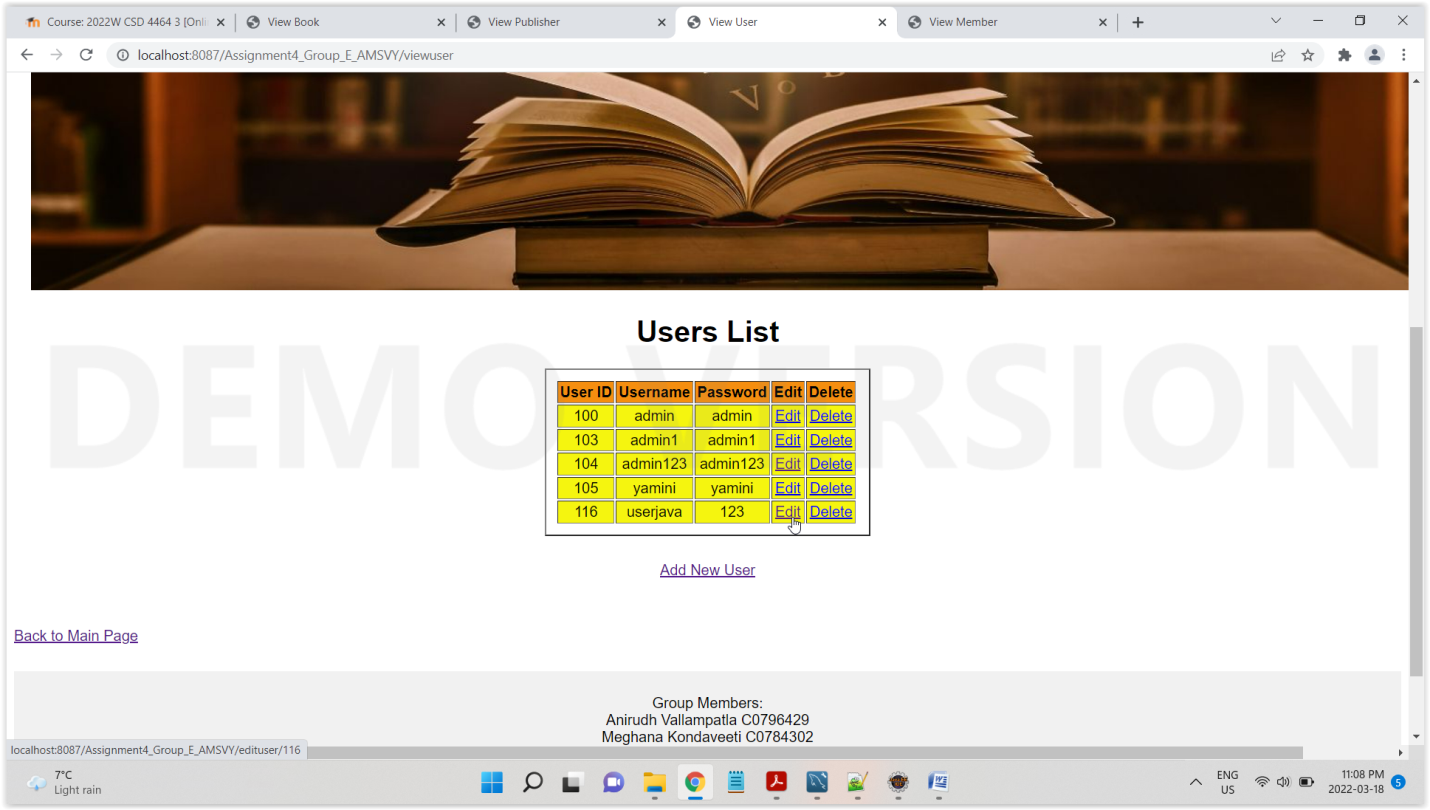 Course: 2022W CSD 4464 3 [Onli
View Book
View Publisher
View User
View Member
localhost:8087/Assignment4_Group_E_AMSVY/viewuser
V O D
Users List
DEMO VERSION
User ID Username Password Edit Delete
100 admin admin Edit Delete
103 admin1 admin1 Edit Delete
104 admin123 admin123 Edit Delete
105 yamini yamini Edit Delete
116 userjava 123 Edit Delete
Add New User
Back to Main Page
Group Members:
Anirudh Vallampatla C0796429
Meghana Kondaveeti C0784302
localhost:8087/Assignment4_Group_E_AMSVY/edituser/116
7°C
Light rain
ENG
US
11:08 PM
2022-03-18
5